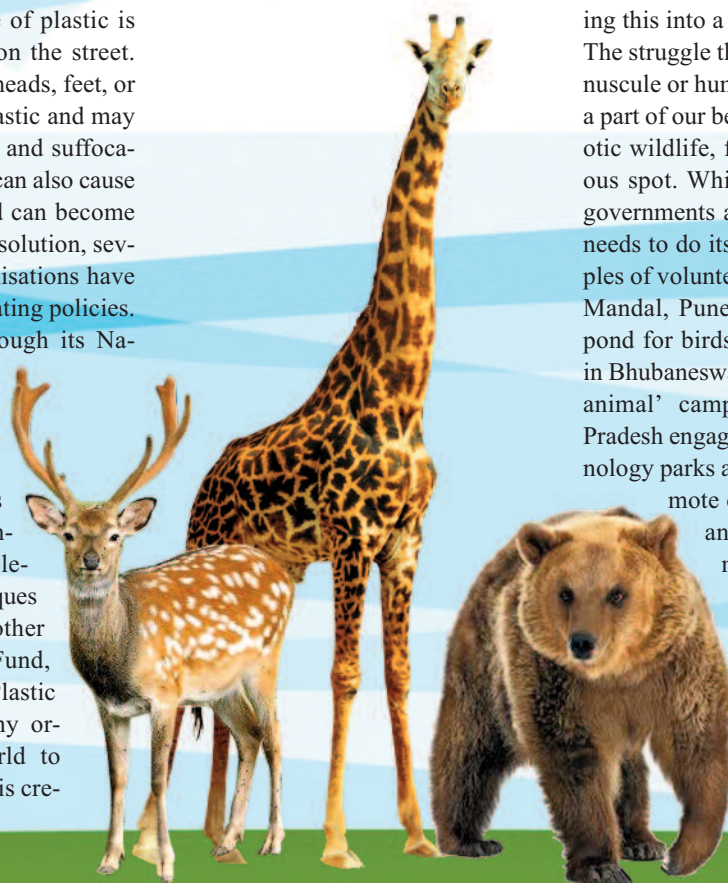 e of plastic is
on the street.
heads, feet, or
astic and may
and suffoca-
can also cause
d can become
solution, sev-
nisations have
ating policies.
ough its Na-
s
n-
le-
ques
other
Fund,
Plastic
ny or-
rld to
is cre-
ing this into a
The struggle th
nuscule or hun
a part of our be
otic wildlife, f
ous spot. Whi
governments a
needs to do its
ples of volunte
Mandal, Pune
pond for birds
in Bhubanesw
animal’ camp
Pradesh engag
nology parks a
mote
an